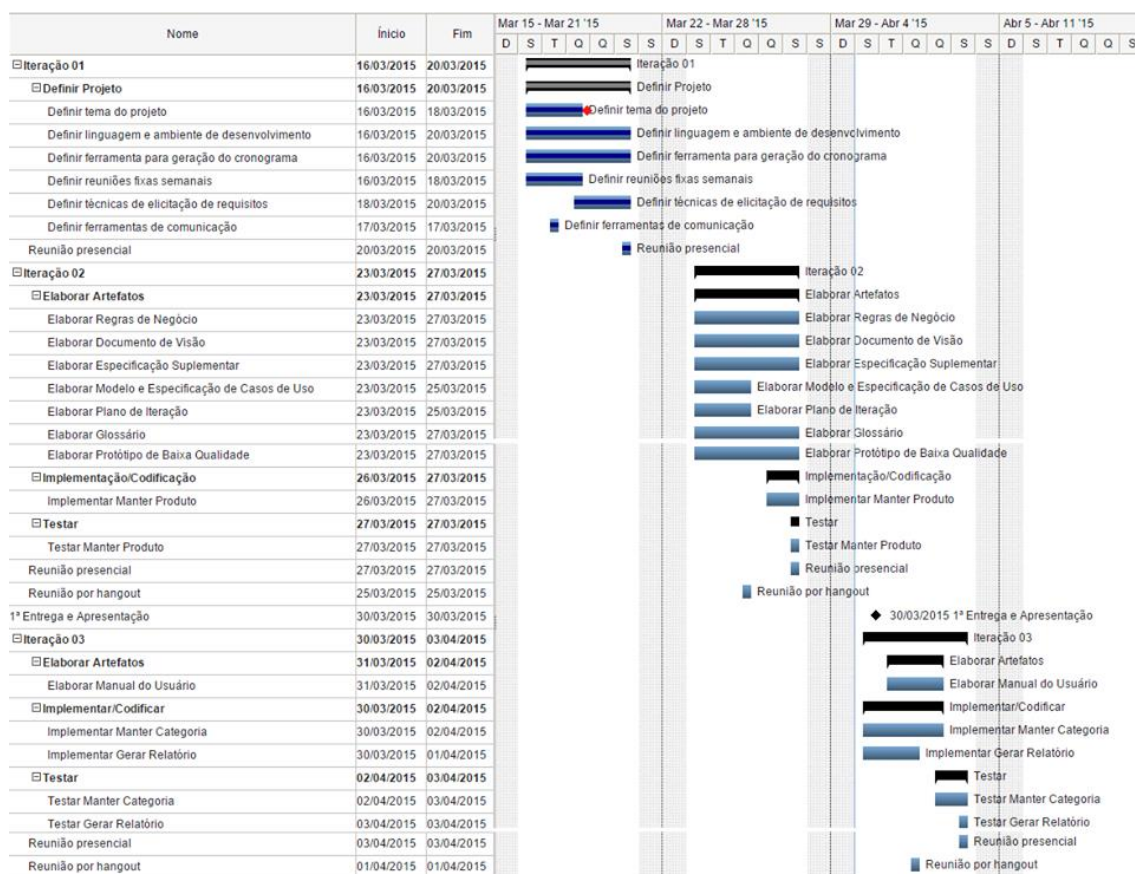 Nome Ínicio Fim Mar 15 - Mar 21 '15 Mar 22 - Mar 28 '15 Mar 29 - Abr 4 '15 Abr 5 - Abr 11 '15
D S T Q Q S S D S T Q Q S S D S T Q Q S S D S T Q Q S
Iteração 01 16/03/2015 20/03/2015 Iteração 01
Definir Projeto 16/03/2015 20/03/2015 Definir Projeto
Definir tema do projeto 16/03/2015 18/03/2015 Definir tema do projeto
Definir linguagem e ambiente de desenvolvimento 16/03/2015 20/03/2015 Definir linguagem e ambiente de desenvolvimento
Definir ferramenta para geração do cronograma 16/03/2015 20/03/2015 Definir ferramenta para geração do cronograma
Definir reuniões fixas semanais 16/03/2015 18/03/2015 Definir reuniões fixas semanais
Definir técnicas de elicitação de requisitos 18/03/2015 20/03/2015 Definir técnicas de elicitação de requisitos
Definir ferramentas de comunicação 17/03/2015 17/03/2015 Definir ferramentas de comunicação
Reunião presencial 20/03/2015 20/03/2015 Reunião presencial
Iteração 02 23/03/2015 27/03/2015 Iteração 02
Elaborar Artefatos 23/03/2015 27/03/2015 Elaborar Artefatos
Elaborar Regras de Negócio 23/03/2015 27/03/2015 Elaborar Regras de Negócio
Elaborar Documento de Visão 23/03/2015 27/03/2015 Elaborar Documento de Visão
Elaborar Especificação Suplementar 23/03/2015 27/03/2015 Elaborar Especificação Suplementar
Elaborar Modelo e Especificação de Casos de Uso 23/03/2015 25/03/2015 Elaborar Modelo e Especificação de Casos de Uso
Elaborar Plano de Iteração 23/03/2015 25/03/2015 Elaborar Plano de Iteração
Elaborar Glossário 23/03/2015 27/03/2015 Elaborar Glossário
Elaborar Protótipo de Baixa Qualidade 23/03/2015 27/03/2015 Elaborar Protótipo de Baixa Qualidade
Implementação/Codificação 26/03/2015 27/03/2015 Implementação/Codificação
Implementar Manter Produto 26/03/2015 27/03/2015 Implementar Manter Produto
Testar 27/03/2015 27/03/2015 Testar
Testar Manter Produto 27/03/2015 27/03/2015 Testar Manter Produto
Reunião presencial 27/03/2015 27/03/2015 Reunião presencial
Reunião por hangout 25/03/2015 25/03/2015 Reunião por hangout
1ª Entrega e Apresentação 30/03/2015 30/03/2015 30/03/2015 1ª Entrega e Apresentação
Iteração 03 30/03/2015 03/04/2015 Iteração 03
Elaborar Artefatos 31/03/2015 02/04/2015 Elaborar Artefatos
Elaborar Manual do Usuário 31/03/2015 02/04/2015 Elaborar Manual do Usuário
Implementar/Codificar 30/03/2015 02/04/2015 Implementar/Codificar
Implementar Manter Categoria 30/03/2015 02/04/2015 Implementar Manter Categoria
Implementar Gerar Relatório 30/03/2015 01/04/2015 Implementar Gerar Relatório
Testar 02/04/2015 03/04/2015 Testar
Testar Manter Categoria 02/04/2015 03/04/2015 Testar Manter Categoria
Testar Gerar Relatório 03/04/2015 03/04/2015 Testar Gerar Relatório
Reunião presencial 03/04/2015 03/04/2015 Reunião presencial
Reunião por hangout 01/04/2015 01/04/2015 Reunião por hangout